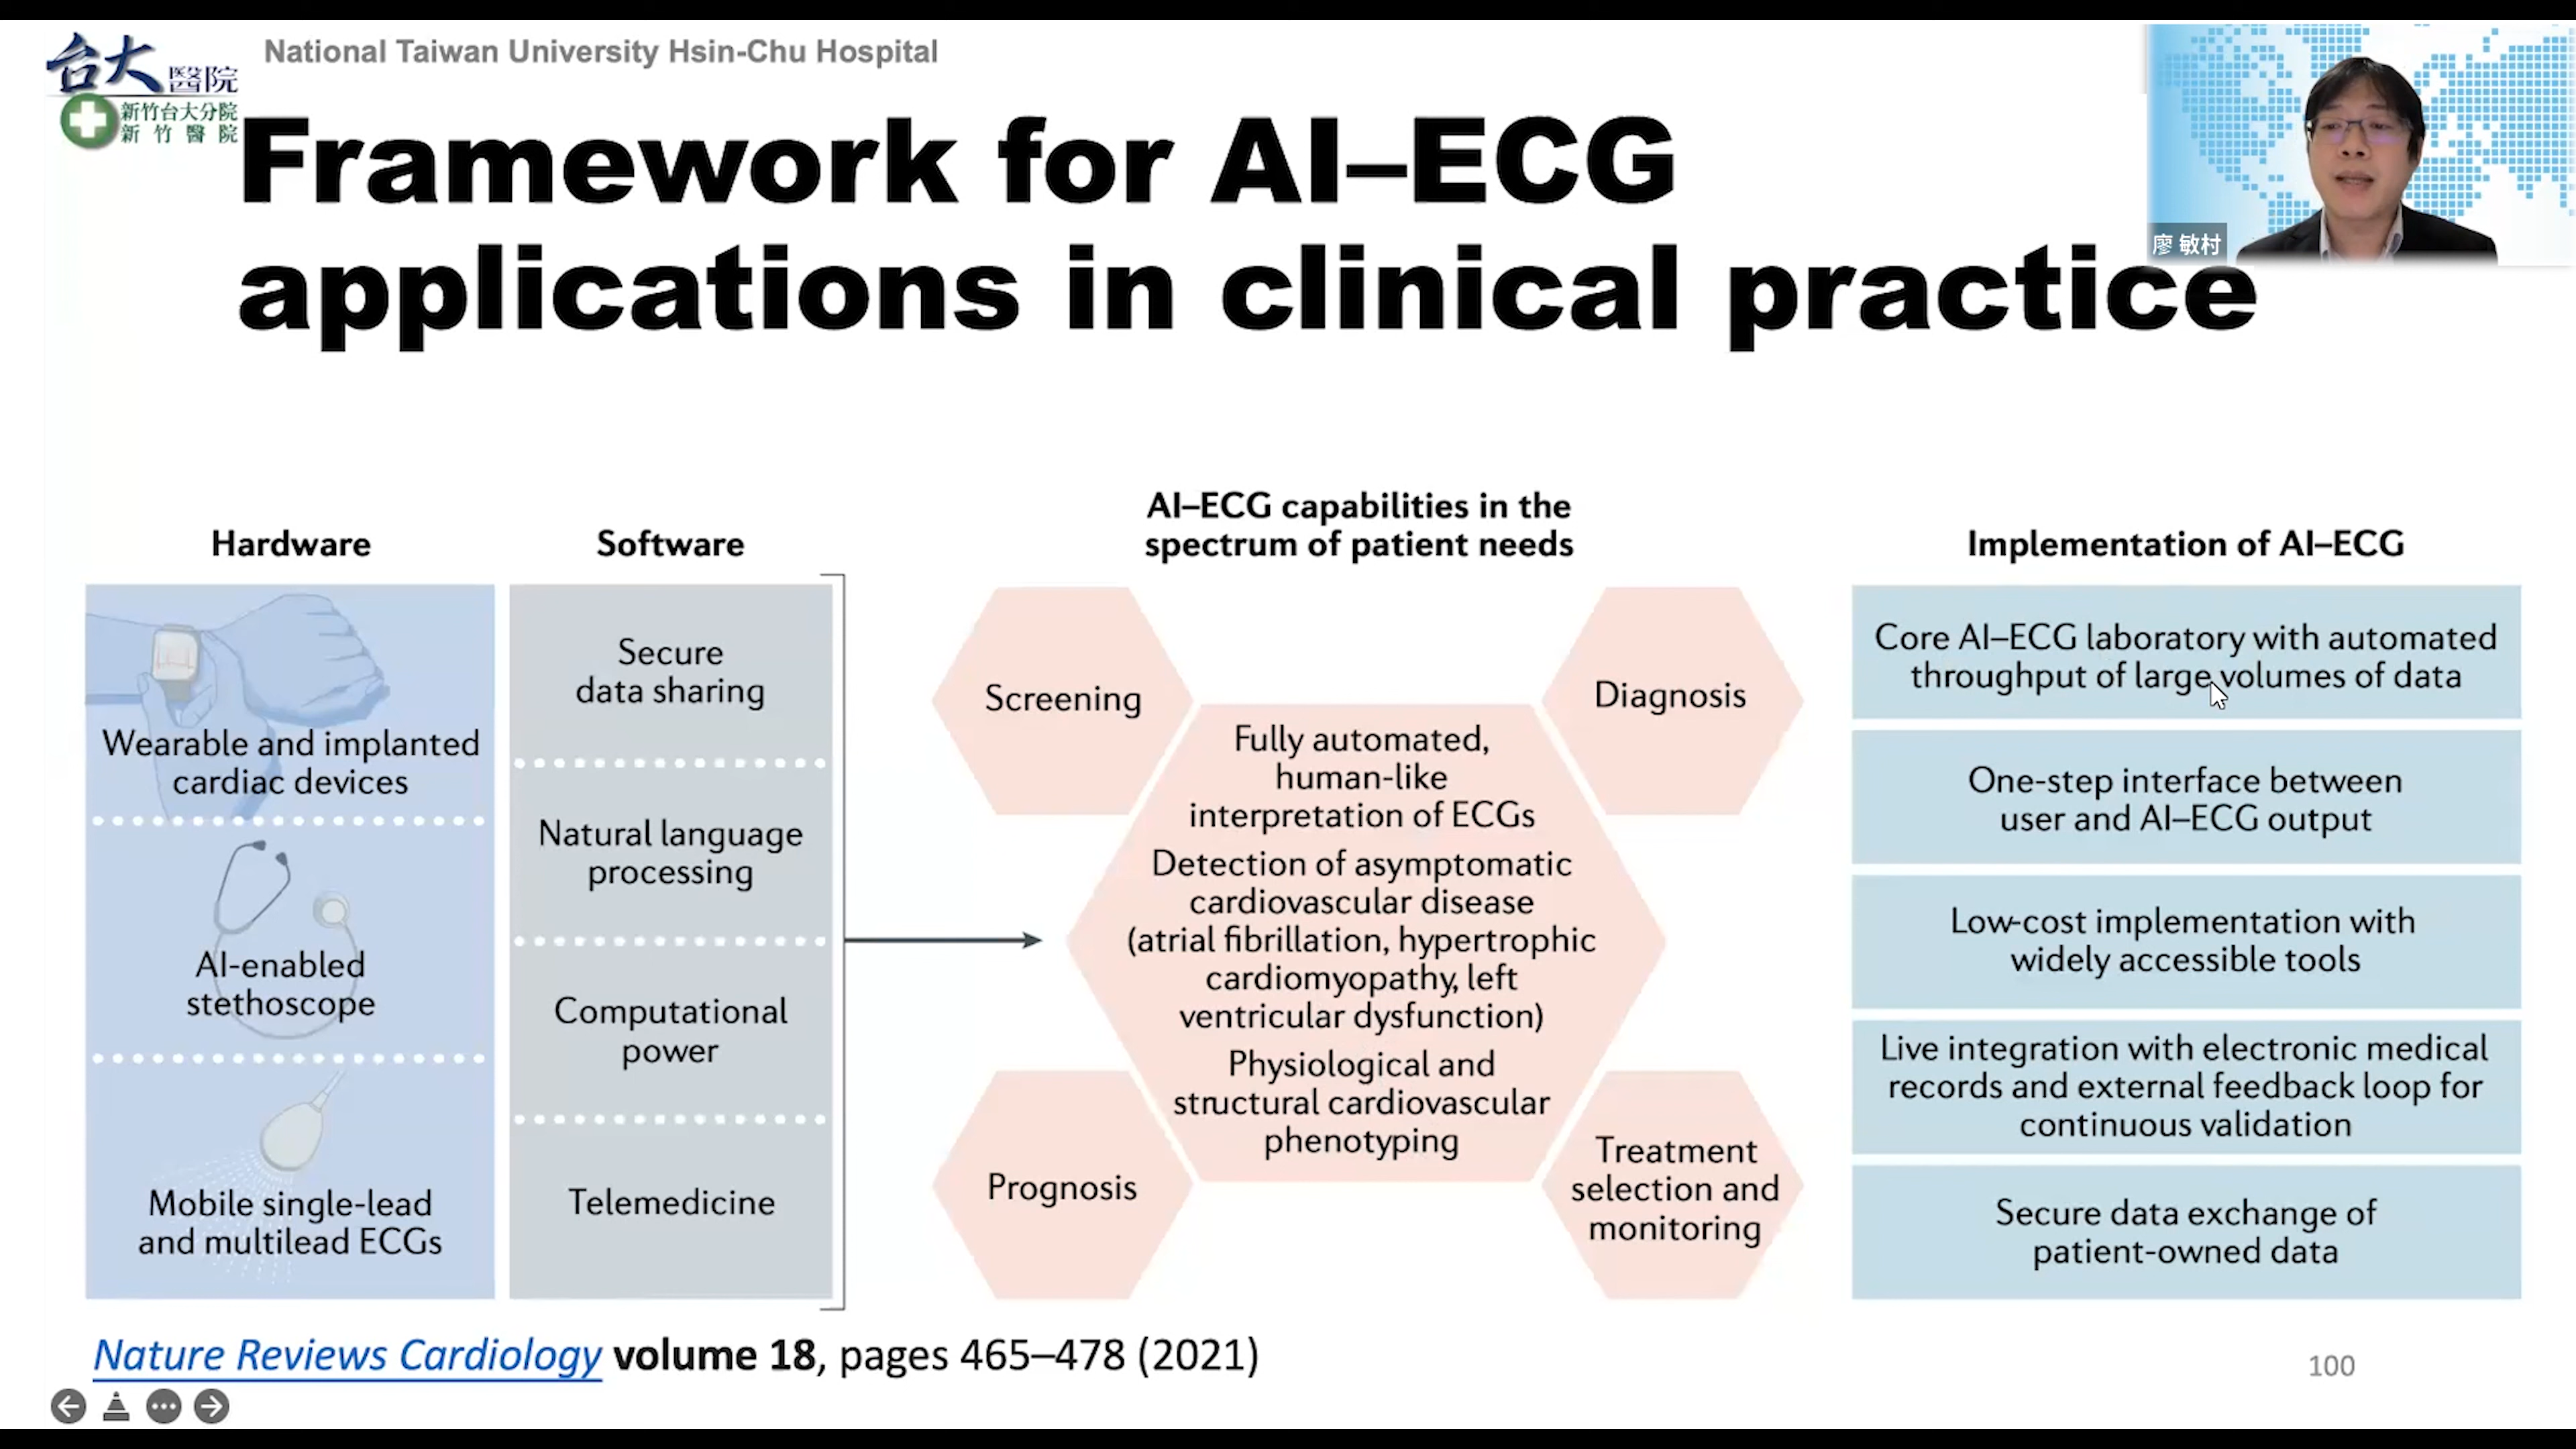 台大醫院
新竹台大分院
新竹醫院
National Taiwan University Hsin-Chu Hospital
廖 敏村
Framework for AI–ECG
applications in clinical practice
Hardware
Wearable and implanted
cardiac devices
AI-enabled
stethoscope
Mobile single-lead
and multilead ECGs
Software
Secure
data sharing
Natural language
processing
Computational
power
Telemedicine
AI–ECG capabilities in the
spectrum of patient needs
Screening
Diagnosis
Fully automated,
human-like
interpretation of ECGs
Detection of asymptomatic
cardiovascular disease
(atrial fibrillation, hypertrophic
cardiomyopathy, left
ventricular dysfunction)
Physiological and
structural cardiovascular
phenotyping
Prognosis
Treatment
selection and
monitoring
Implementation of AI–ECG
Core AI–ECG laboratory with automated
throughput of large volumes of data
One-step interface between
user and AI–ECG output
Low-cost implementation with
widely accessible tools
Live integration with electronic medical
records and external feedback loop for
continuous validation
Secure data exchange of
patient-owned data
Nature Reviews Cardiology volume 18, pages 465–478 (2021)
100